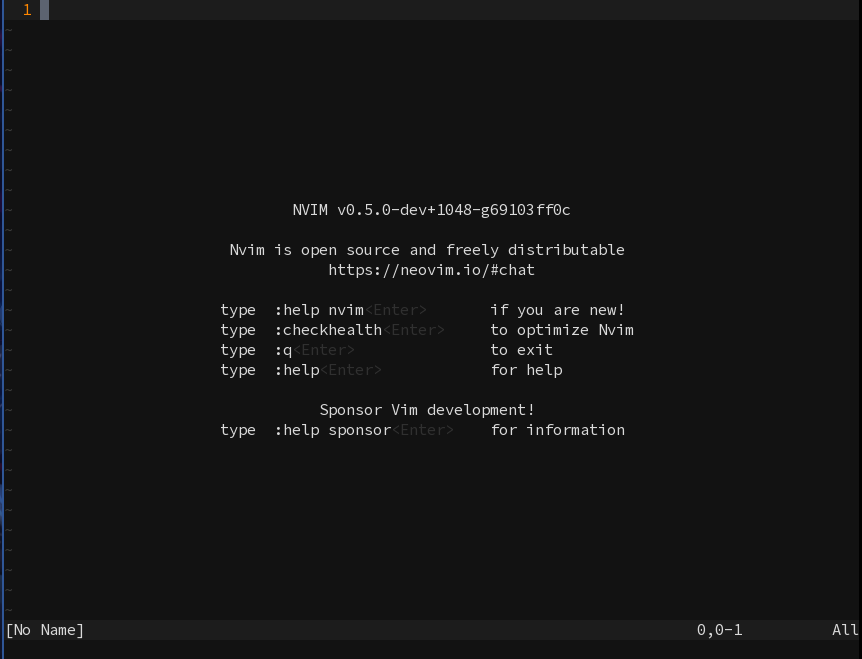 1
~
~
~
~
~
~
~
~
~
~ NVIM v0.5.0-dev+1048-g69103ff0c
~
~ Nvim is open source and freely distributable
~ https://neovim.io/#chat
~
~ type  :help nvim<Enter>       if you are new!
~ type  :checkhealth<Enter>     to optimize Nvim
~ type  :q<Enter>               to exit
~ type  :help<Enter>            for help
~
~ Sponsor Vim development!
~ type  :help sponsor<Enter>    for information
~
~
~
~
~
~
~
~
~
[No Name] 0,0-1 All